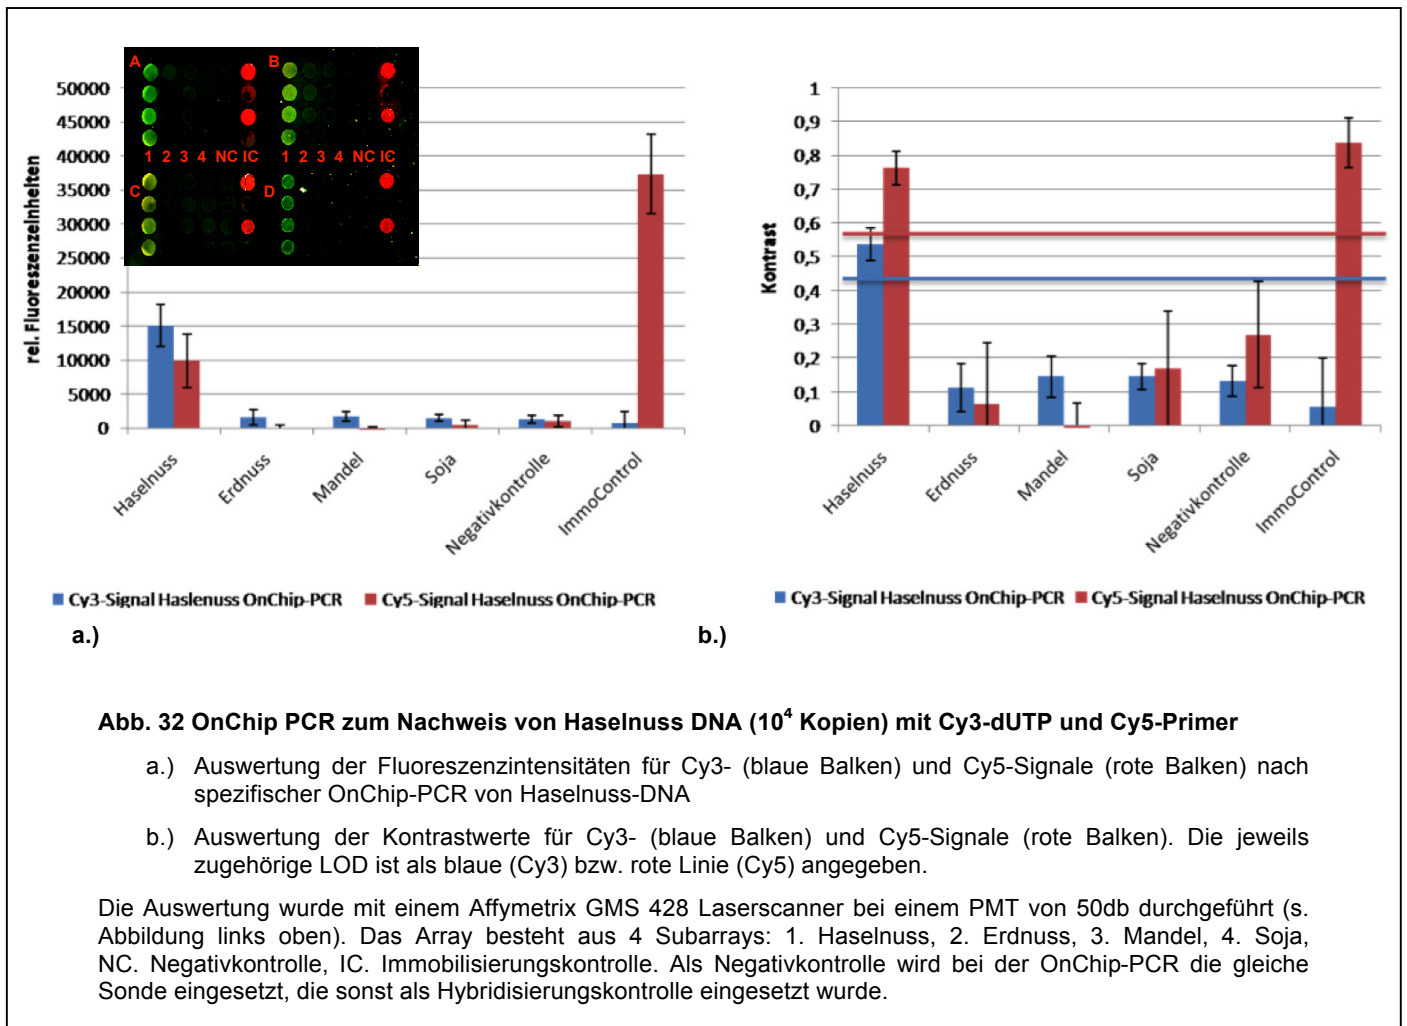 A
B
1 2 3 4 NC IC
1 2 3 4 NC IC
C
D
50000
45000
40000
35000
30000
25000
20000
15000
10000
5000
0
rel. Fluoreszenzeinheiten
Haselnuss
Erdnuss
Mandel
Soja
Negativkontrolle
ImmoControl
Cy3-Signal Haslenuss OnChip-PCR
Cy5-Signal Haselnuss OnChip-PCR
a.)
1
0,9
0,8
0,7
0,6
0,5
0,4
0,3
0,2
0,1
0
Kontrast
Haselnuss
Erdnuss
Mandel
Soja
Negativkontrolle
ImmoControl
Cy3-Signal Haselnuss OnChip-PCR
Cy5-Signal Haselnuss OnChip-PCR
b.)
Abb. 32 OnChip PCR zum Nachweis von Haselnuss DNA (10⁴ Kopien) mit Cy3-dUTP und Cy5-Primer
a.) Auswertung der Fluoreszenzintensitäten für Cy3- (blaue Balken) und Cy5-Signale (rote Balken) nach
spezifischer OnChip-PCR von Haselnuss-DNA
b.) Auswertung der Kontrastwerte für Cy3- (blaue Balken) und Cy5-Signale (rote Balken). Die jeweils
zugehörige LOD ist als blaue (Cy3) bzw. rote Linie (Cy5) angegeben.
Die Auswertung wurde mit einem Affymetrix GMS 428 Laserscanner bei einem PMT von 50db durchgeführt (s.
Abbildung links oben). Das Array besteht aus 4 Subarrays: 1. Haselnuss, 2. Erdnuss, 3. Mandel, 4. Soja,
NC. Negativkontrolle, IC. Immobilisierungskontrolle. Als Negativkontrolle wird bei der OnChip-PCR die gleiche
Sonde eingesetzt, die sonst als Hybridisierungskontrolle eingesetzt wurde.